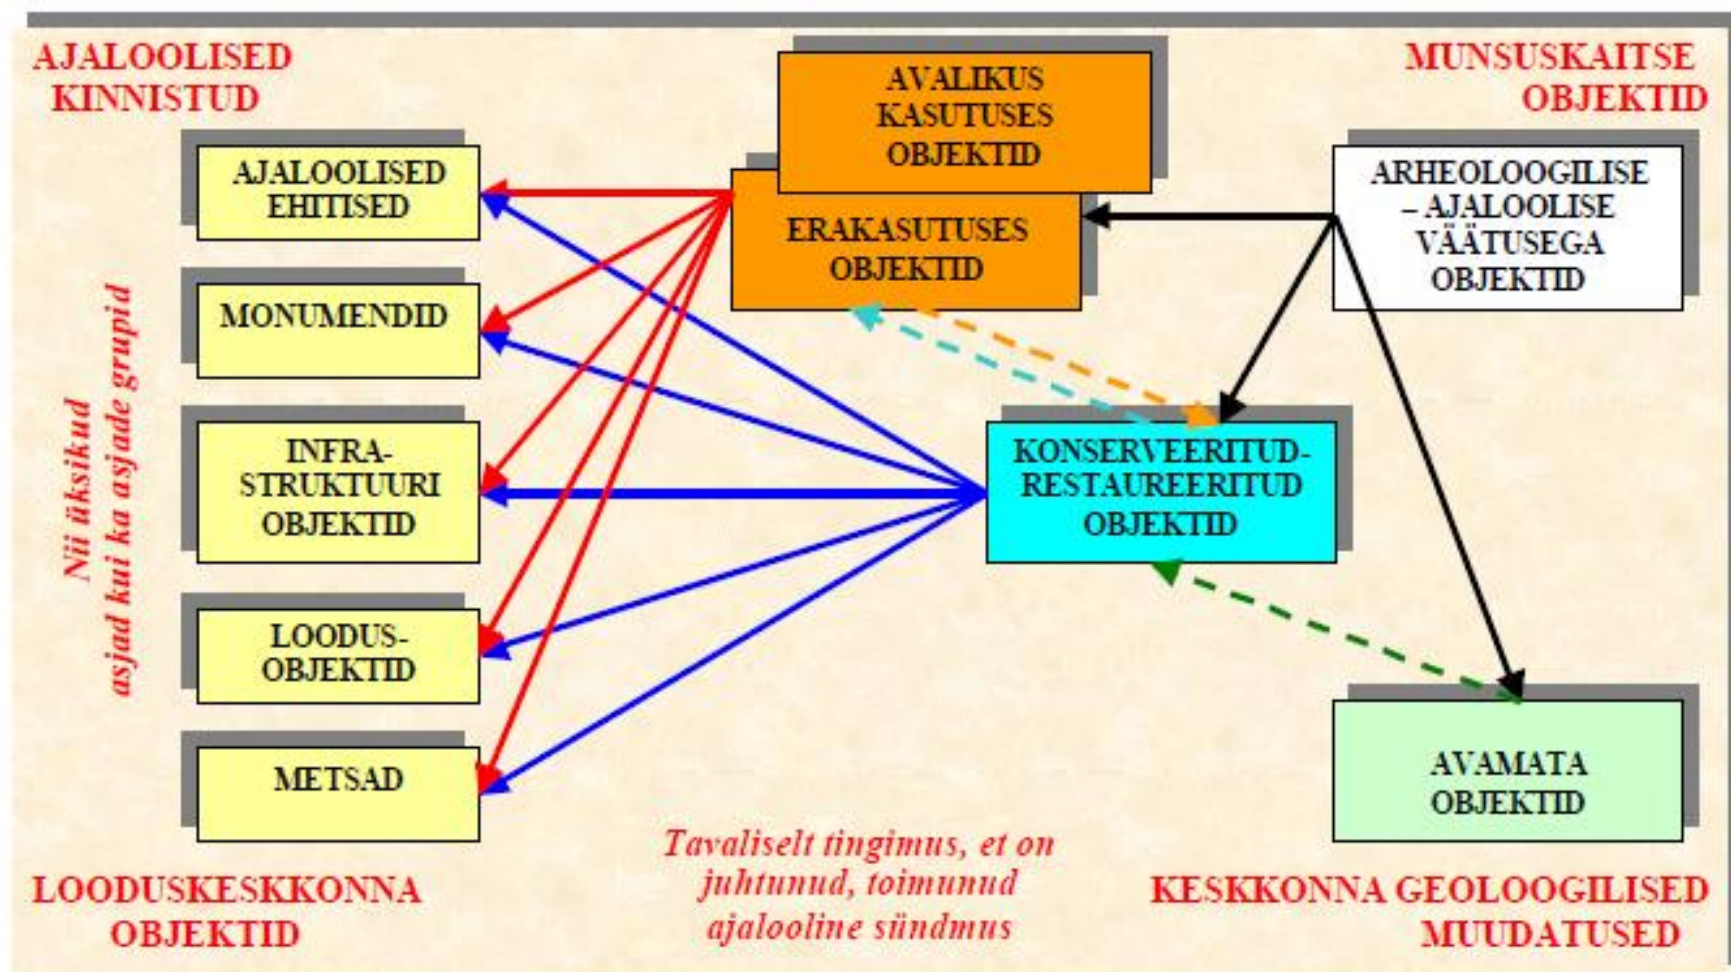 AJALOOLISED
KINNISTUD
AJALOOLISED
EHITISED
MONUMENDID
INFRA-
STRUKTUURI
OBJEKTID
LOODUS-
OBJEKTID
METSAD
Nii üksikud
asjad kui ka asjade grupid
LOODUSKESKKONNA
OBJEKTID
AVALIKUS
KASUTUSES
OBJEKTID
ERAKASUTUSES
OBJEKTID
KONSERVEERITUD-
RESTAUREERITUD
OBJEKTID
Tavaliselt tingimus, et on
juhtunud, toimunud
ajalooline sündmus
MUNSUSKAITSE
OBJEKTID
ARHEOLOOGILISE
– AJALOOLISE
VÄÄTUSEGA
OBJEKTID
AVAMATA
OBJEKTID
KESKKONNA GEOLOOGILISED
MUUDATUSED